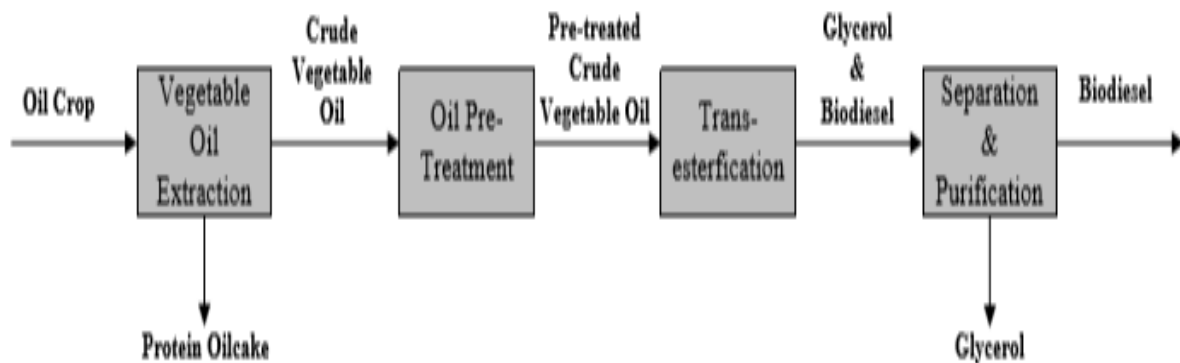 Oil Crop
Vegetable
Oil
Extraction
Protein Oilcake
Crude
Vegetable
Oil
Oil Pre-
Treatment
Pre-treated
Crude
Vegetable Oil
Trans-
esterfication
Glycerol
&
Biodiesel
Separation
&
Purification
Glycerol
Biodiesel